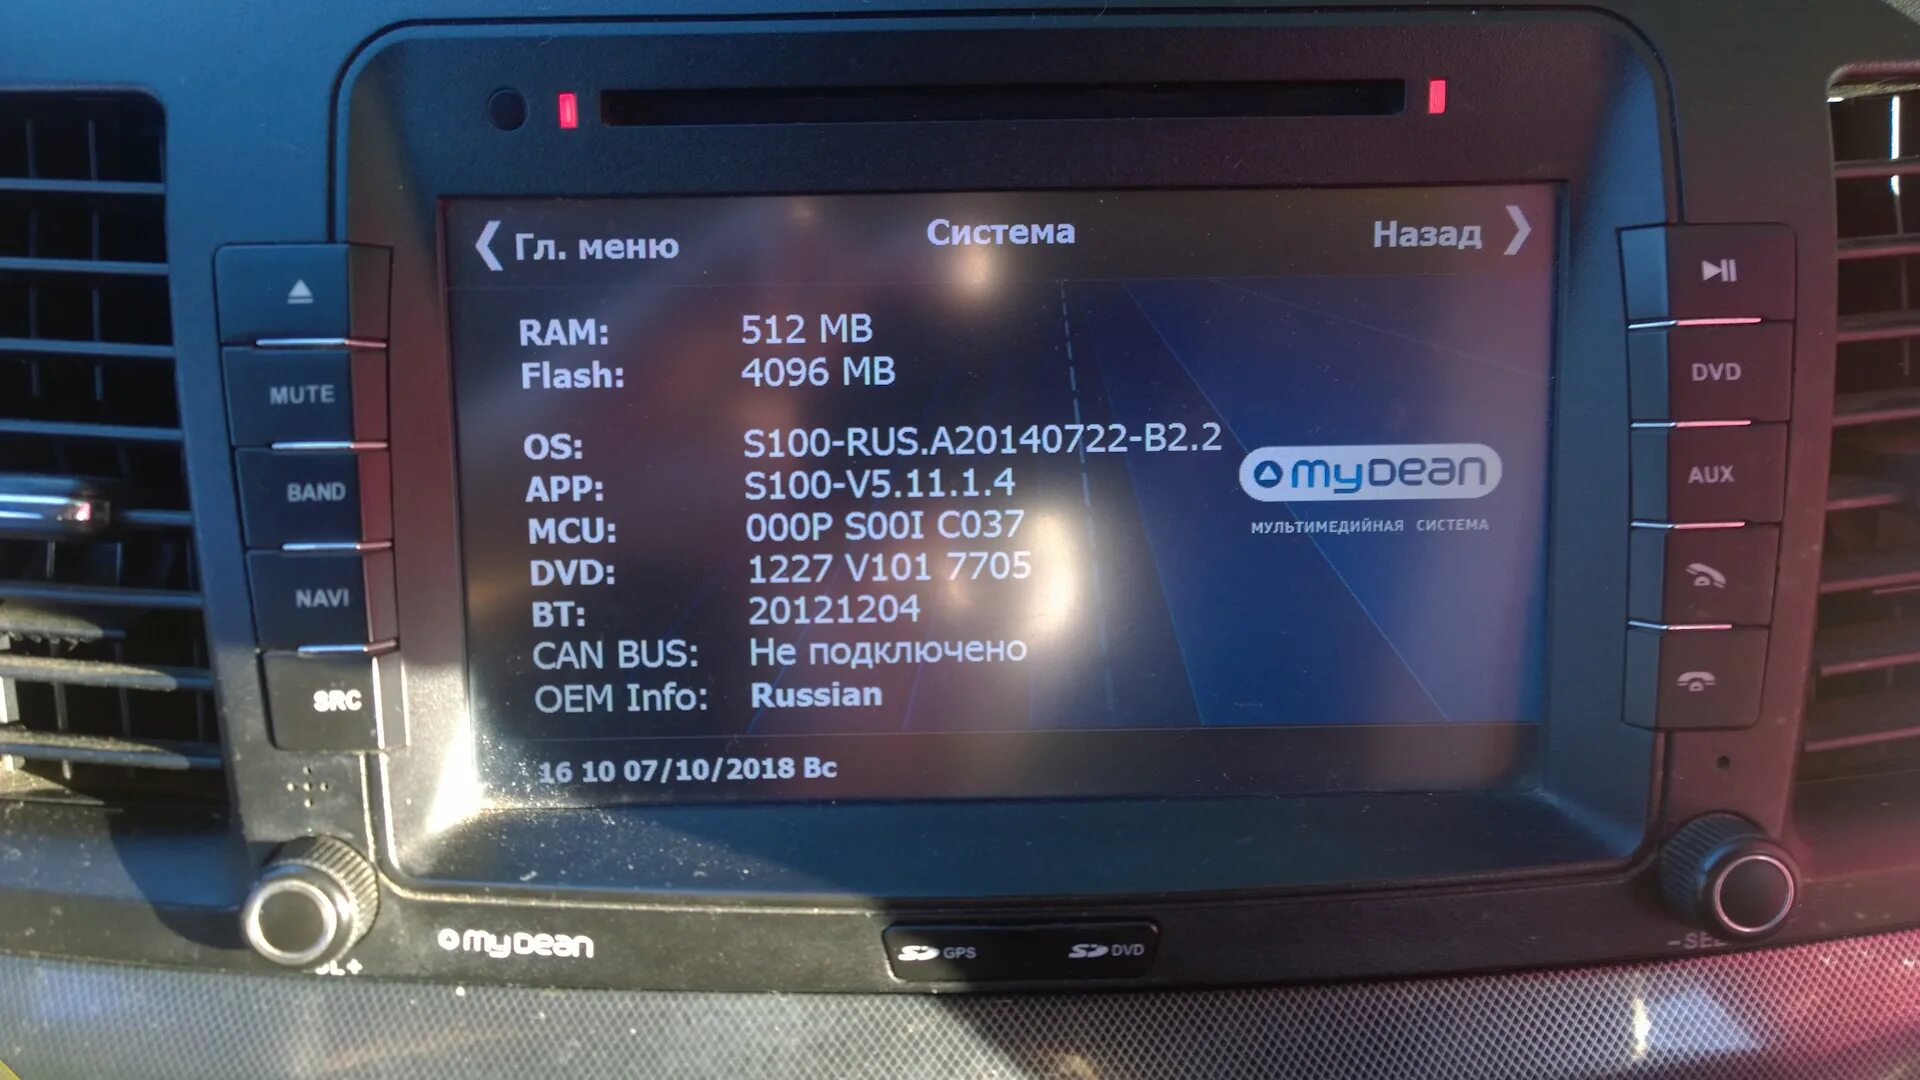 Гл. меню Система Назад
RAM: 512 MB
Flash: 4096 MB
OS: S100-RUS.A20140722-B2.2
APP: S100-V5.11.1.4
MCU: 000P S00I C037
DVD: 1227 V101 7705
BT: 20121204
CAN BUS: Не подключено
OEM Info: Russian
16 10 07/10/2018 Вс
myDean
МУЛЬТИМЕДИЙНАЯ СИСТЕМА
MUTE
BAND
NAVI
SRC
DVD
AUX
myDean
SD GPS SD DVD